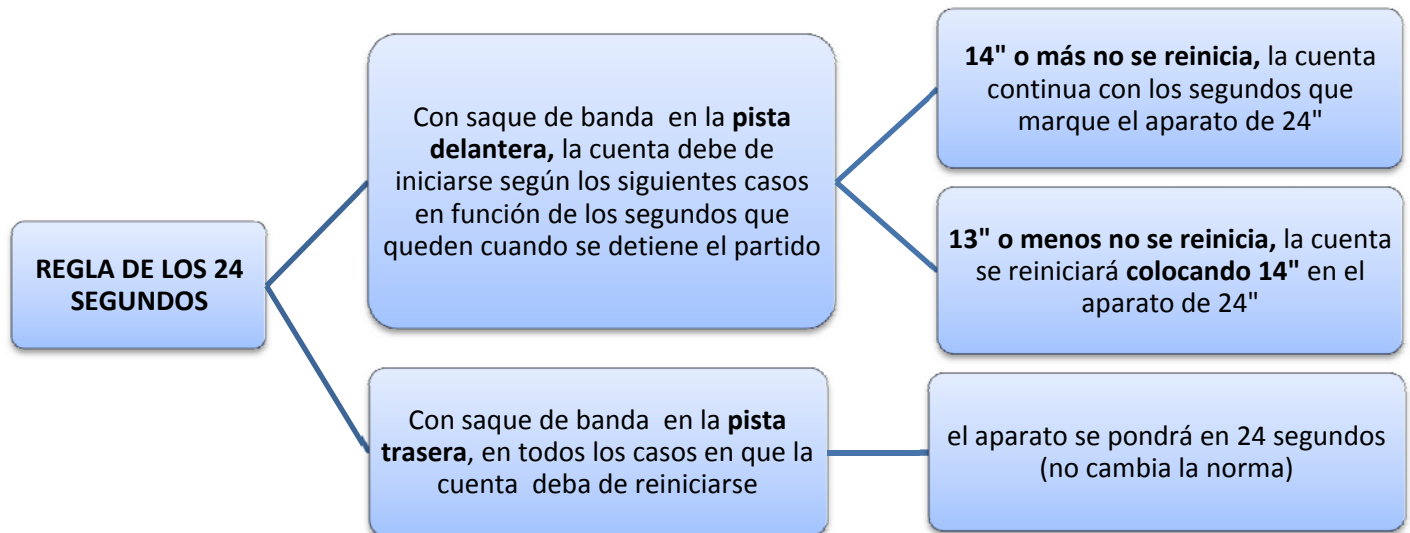 REGLA DE LOS 24
SEGUNDOS
Con saque de banda en la pista
delantera, la cuenta debe de
iniciarse según los siguientes casos
en función de los segundos que
queden cuando se detiene el partido
14" o más no se reinicia, la cuenta
continua con los segundos que
marque el aparato de 24"
13" o menos no se reinicia, la cuenta
se reiniciará colocando 14" en el
aparato de 24"
Con saque de banda en la pista
trasera, en todos los casos en que la
cuenta deba de reiniciarse
el aparato se pondrá en 24 segundos
(no cambia la norma)